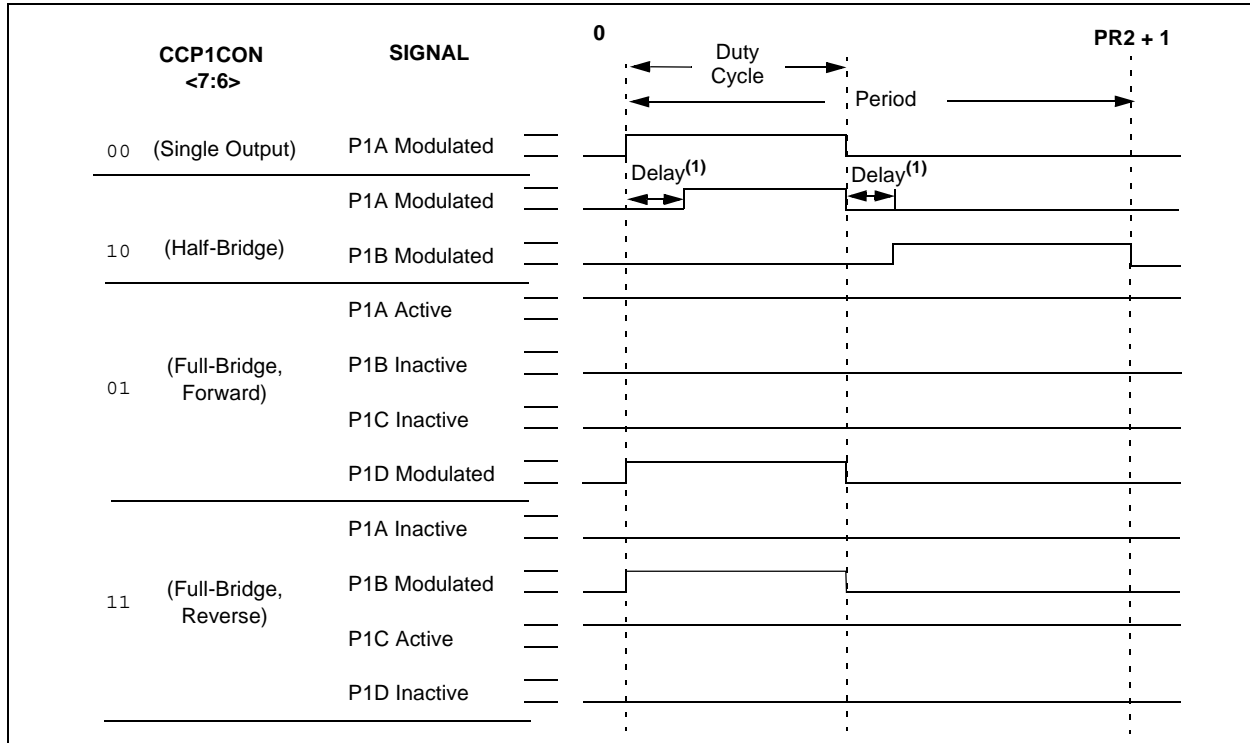 0
PR2 + 1
CCP1CON
<7:6>
SIGNAL
Duty
Cycle
Period
00
(Single Output)
P1A Modulated
Delay(1)
Delay(1)
P1A Modulated
10
(Half-Bridge)
P1B Modulated
P1A Active
01
(Full-Bridge,
Forward)
P1B Inactive
P1C Inactive
P1D Modulated
P1A Inactive
11
(Full-Bridge,
Reverse)
P1B Modulated
P1C Active
P1D Inactive